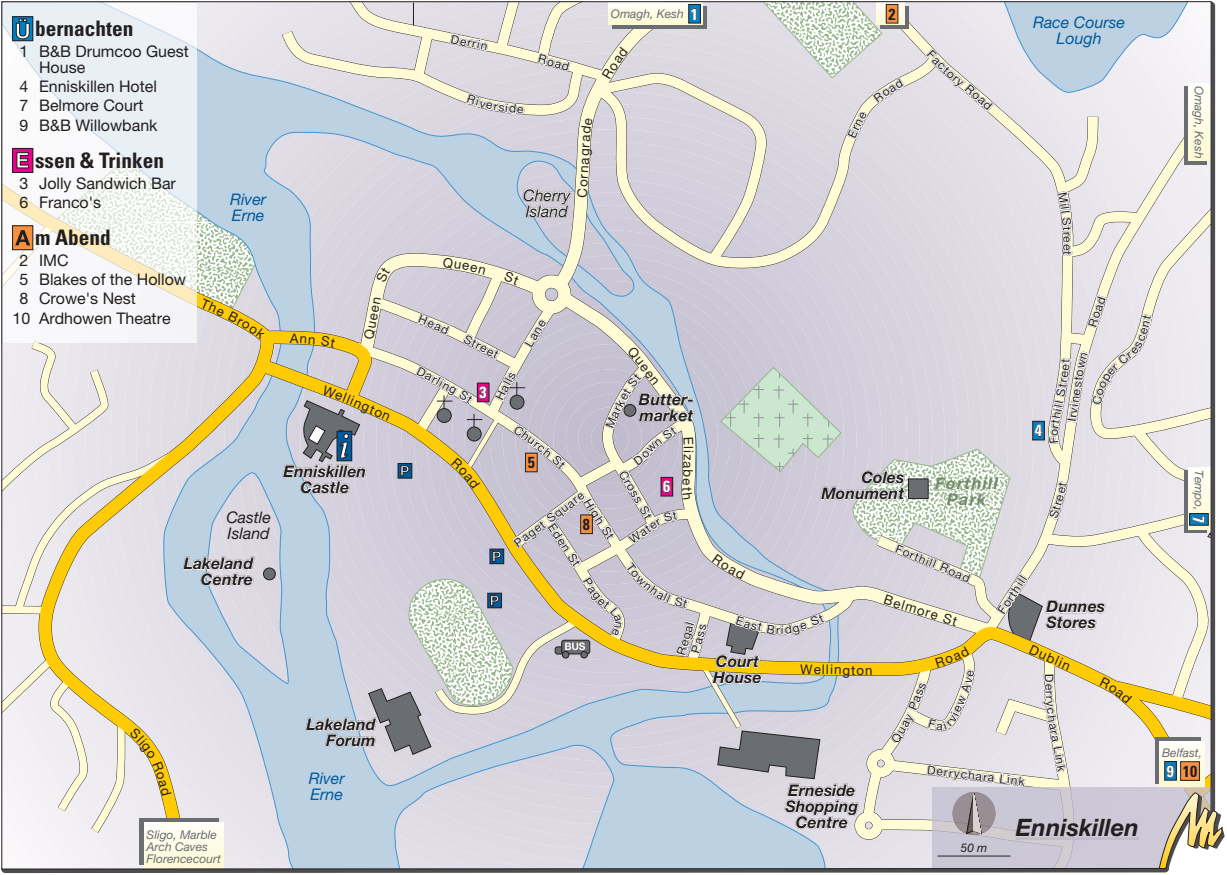 Übernachten
1 B&B Drumcoo Guest
House
4 Enniskillen Hotel
7 Belmore Court
9 B&B Willowbank
Essen & Trinken
3 Jolly Sandwich Bar
6 Franco's
Am Abend
2 IMC
5 Blakes of the Hollow
8 Crowe's Nest
10 Ardhowen Theatre
Omagh, Kesh 1
2
Race Course
Lough
Omagh, Kesh
Derrin Road
Road
Riverside
Cornagrade
Factory Road
Erne Road
Mill Street
River
Erne
Cherry
Island
Queen St
Queen St
The Brook
Ann St
Head Street
Halls Lane
Darling St
3
Wellington
Road
Queen
Elizabeth
Road
Market St
Butter-
market
Down St
Church St
5
6
Cross St
Water St
High St
8
Paget Square
Eden St
Paget Lane
Townhall St
East Bridge St
Regal
Pass
Belmore St
Forthill Street
Irvinestown
Road
Cooper Crescent
4
Coles
Monument
Forthill
Park
Forthill Road
Forthill
Street
Tempo,
7
i
Enniskillen
Castle
P
P
P
Castle
Island
Lakeland
Centre
BUS
Court
House
Wellington
Road
Dunnes
Stores
Dublin
Road
Lakeland
Forum
River
Erne
Sligo Road
Sligo, Marble
Arch Caves
Florencecourt
Quay Pass
Fairview Ave
Derrychara Link
Derrychara Link
Erneside
Shopping
Centre
Belfast,
9 10
Enniskillen
50 m